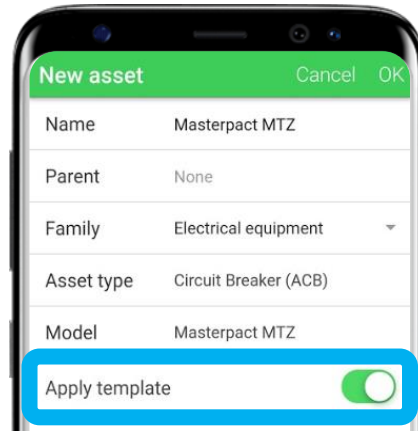 New asset Cancel OK
Name Masterpact MTZ
Parent None
Family Electrical equipment
Asset type Circuit Breaker (ACB)
Model Masterpact MTZ
Apply template